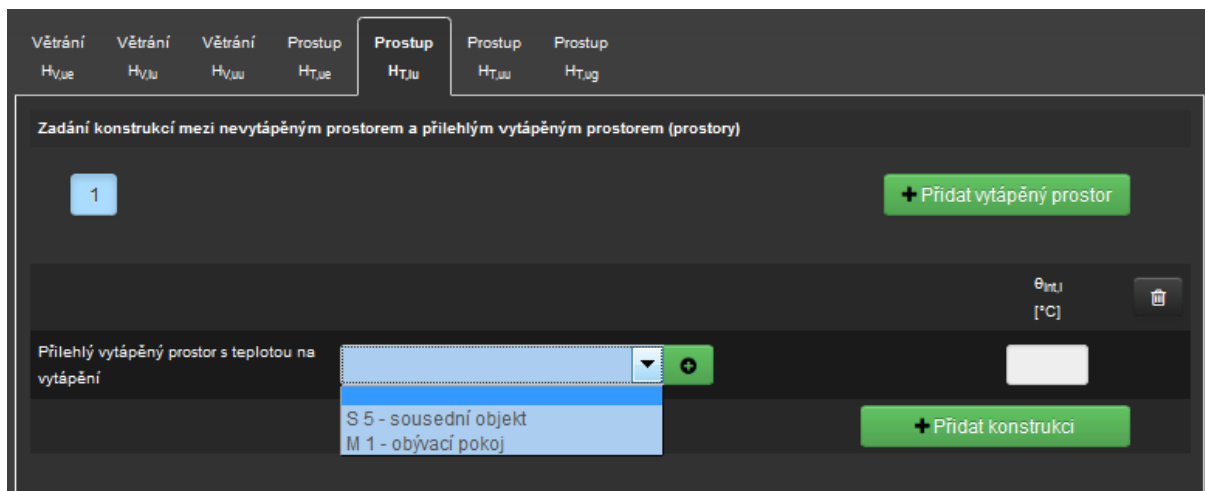 Větrání Větrání Větrání Prostup Prostup Prostup Prostup
HV,ue HV,lu HV,uu HT,ue HT,lu HT,uu HT,ug
Zadání konstrukcí mezi nevytápěným prostorem a přilehlým vytápěným prostorem (prostory)
1
+ Přidat vytápěný prostor
θint,i
[°C]
Přilehlý vytápěný prostor s teplotou na
vytápění
S 5 - sousední objekt
M 1 - obývací pokoj
+ Přidat konstrukci